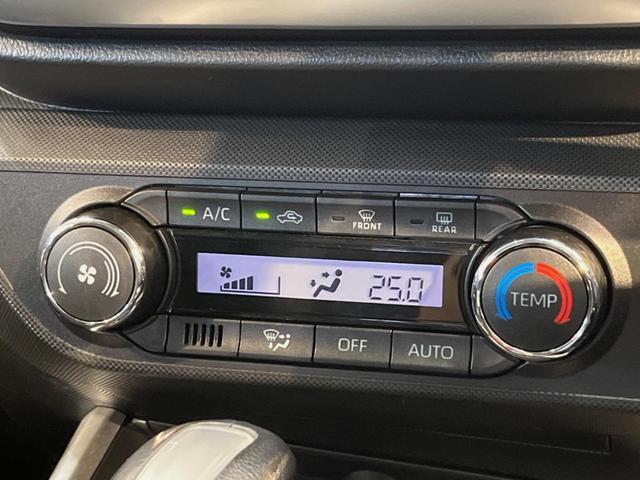 A/C
FRONT
REAR
25.0
TEMP
OFF
AUTO